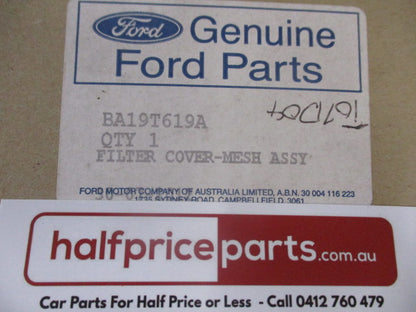 Ford Genuine
Ford Parts
BA19T619A
QTY 1
FILTER COVER-MESH ASSY
FORD MOTOR COMPANY OF AUSTRALIA LIMITED, A.B.N. 30 004 116 223
1735 SYDNEY ROAD, CAMPBELLFIELD, 3061
halfpriceparts.com.au
Car Parts For Half Price or Less - Call 0412 760 479